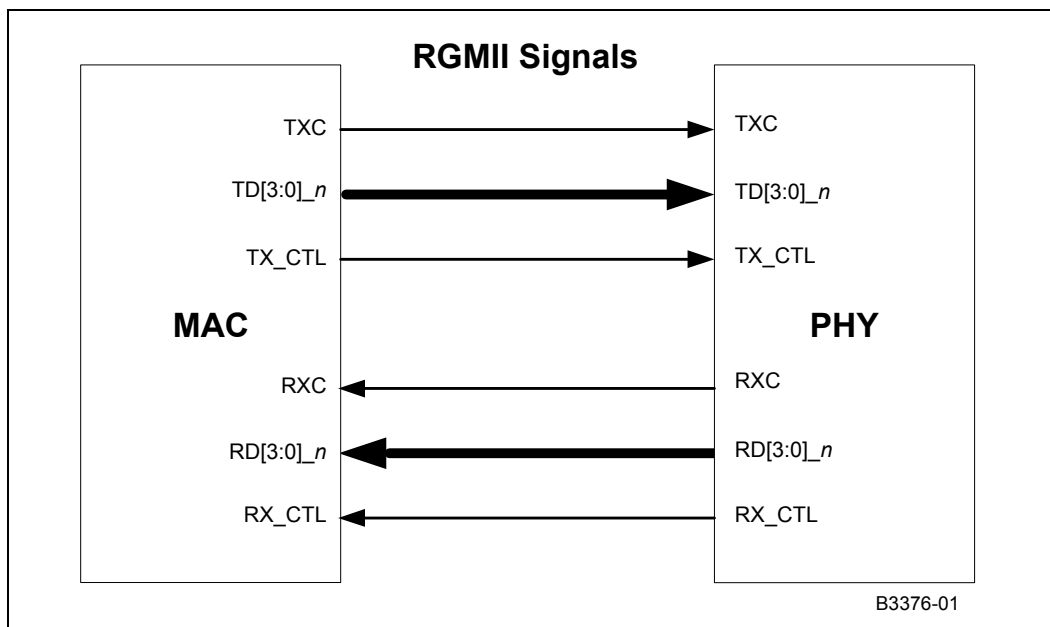 RGMII Signals
TXC TXC
TD[3:0]_n TD[3:0]_n
TX_CTL TX_CTL
MAC PHY
RXC RXC
RD[3:0]_n RD[3:0]_n
RX_CTL RX_CTL
B3376-01